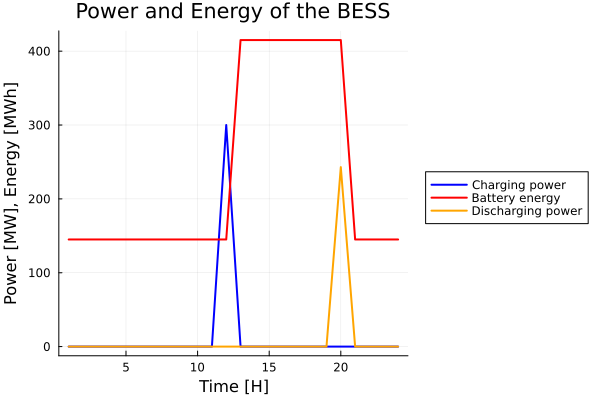 Power and Energy of the BESS
Power [MW], Energy [MWh]
400
300
200
100
0
5 10 15 20
Time [H]
Charging power
Battery energy
Discharging power